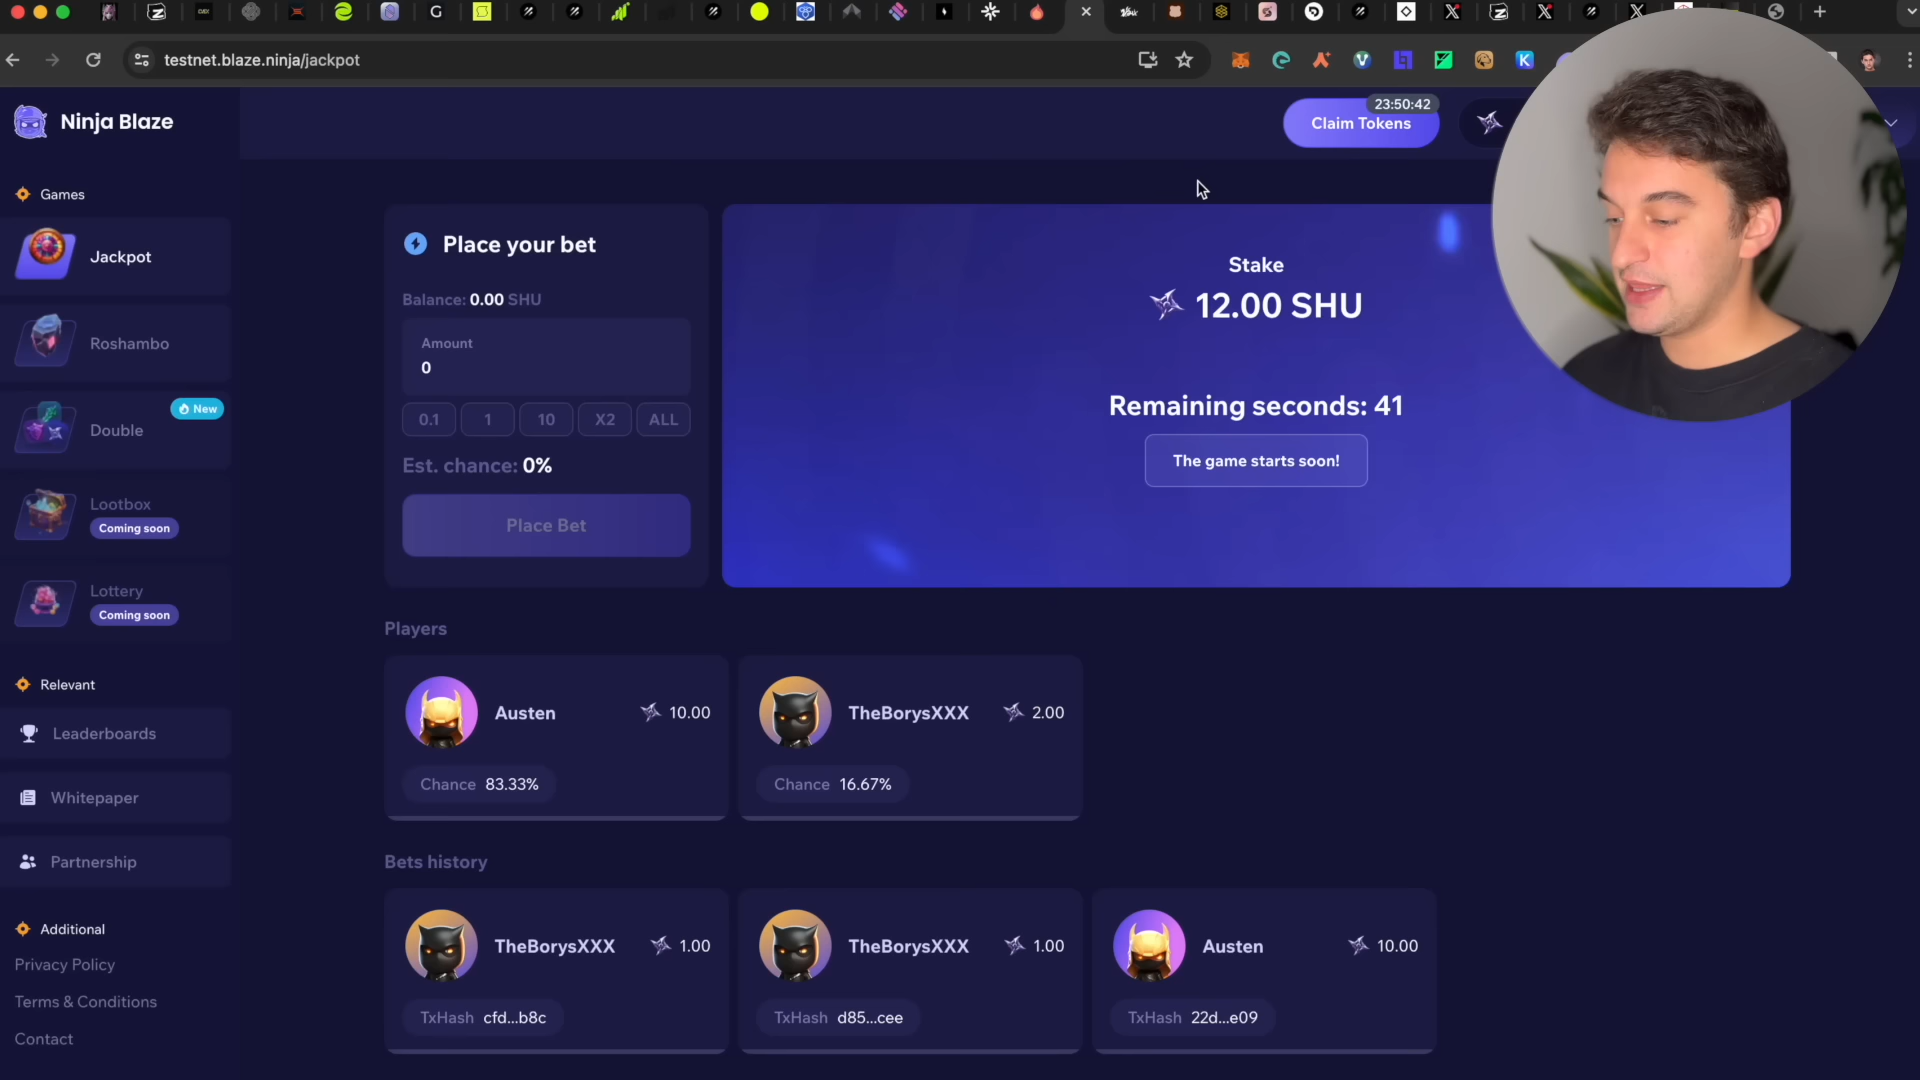 testnet.blaze.ninja/jackpot
Ninja Blaze
23:50:42
Claim Tokens
Games
Jackpot
Roshambo
New
Double
Lootbox
Coming soon
Lottery
Coming soon
Relevant
Leaderboards
Whitepaper
Partnership
Additional
Privacy Policy
Terms & Conditions
Contact
Place your bet
Balance: 0.00 SHU
Amount
0
0.1 1 10 X2 ALL
Est. chance: 0%
Place Bet
Stake
12.00 SHU
Remaining seconds: 41
The game starts soon!
Players
Austen 10.00
Chance 83.33%
TheBorysXXX 2.00
Chance 16.67%
Bets history
TheBorysXXX 1.00
TxHash cfd...b8c
TheBorysXXX 1.00
TxHash d85...cee
Austen 10.00
TxHash 22d...e09